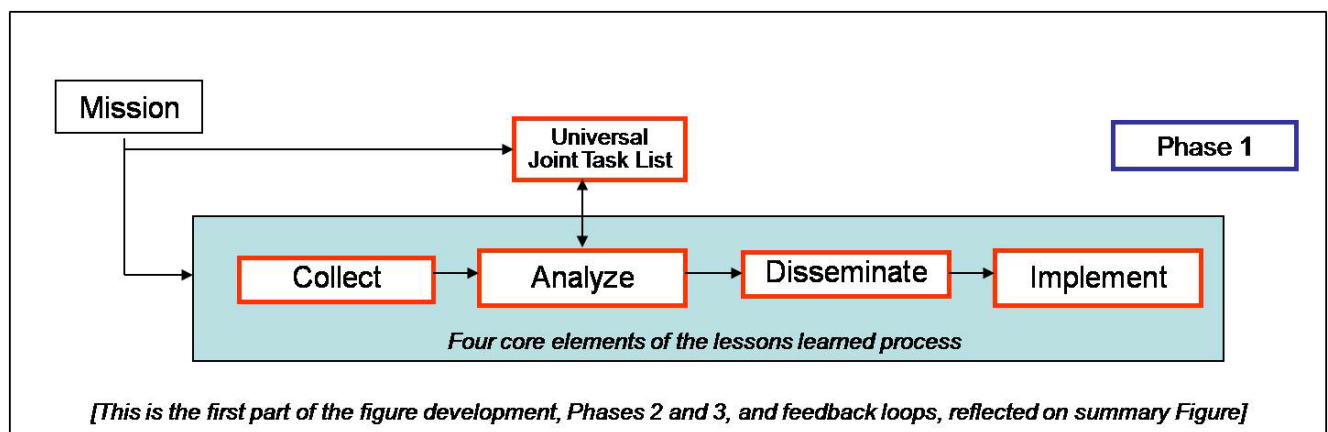 Mission
Universal
Joint Task List
Phase 1
Collect
Analyze
Disseminate
Implement
Four core elements of the lessons learned process
[This is the first part of the figure development, Phases 2 and 3, and feedback loops, reflected on summary Figure]